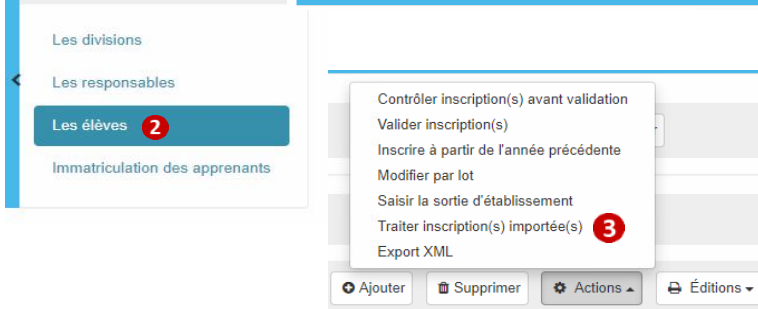 Les divisions
Les responsables
Les élèves 2
Immatriculation des apprenants
Contrôler inscription(s) avant validation
Valider inscription(s)
Inscrire à partir de l'année précédente
Modifier par lot
Saisir la sortie d'établissement
Traiter inscription(s) importée(s) 3
Export XML
Ajouter Supprimer Actions Éditions